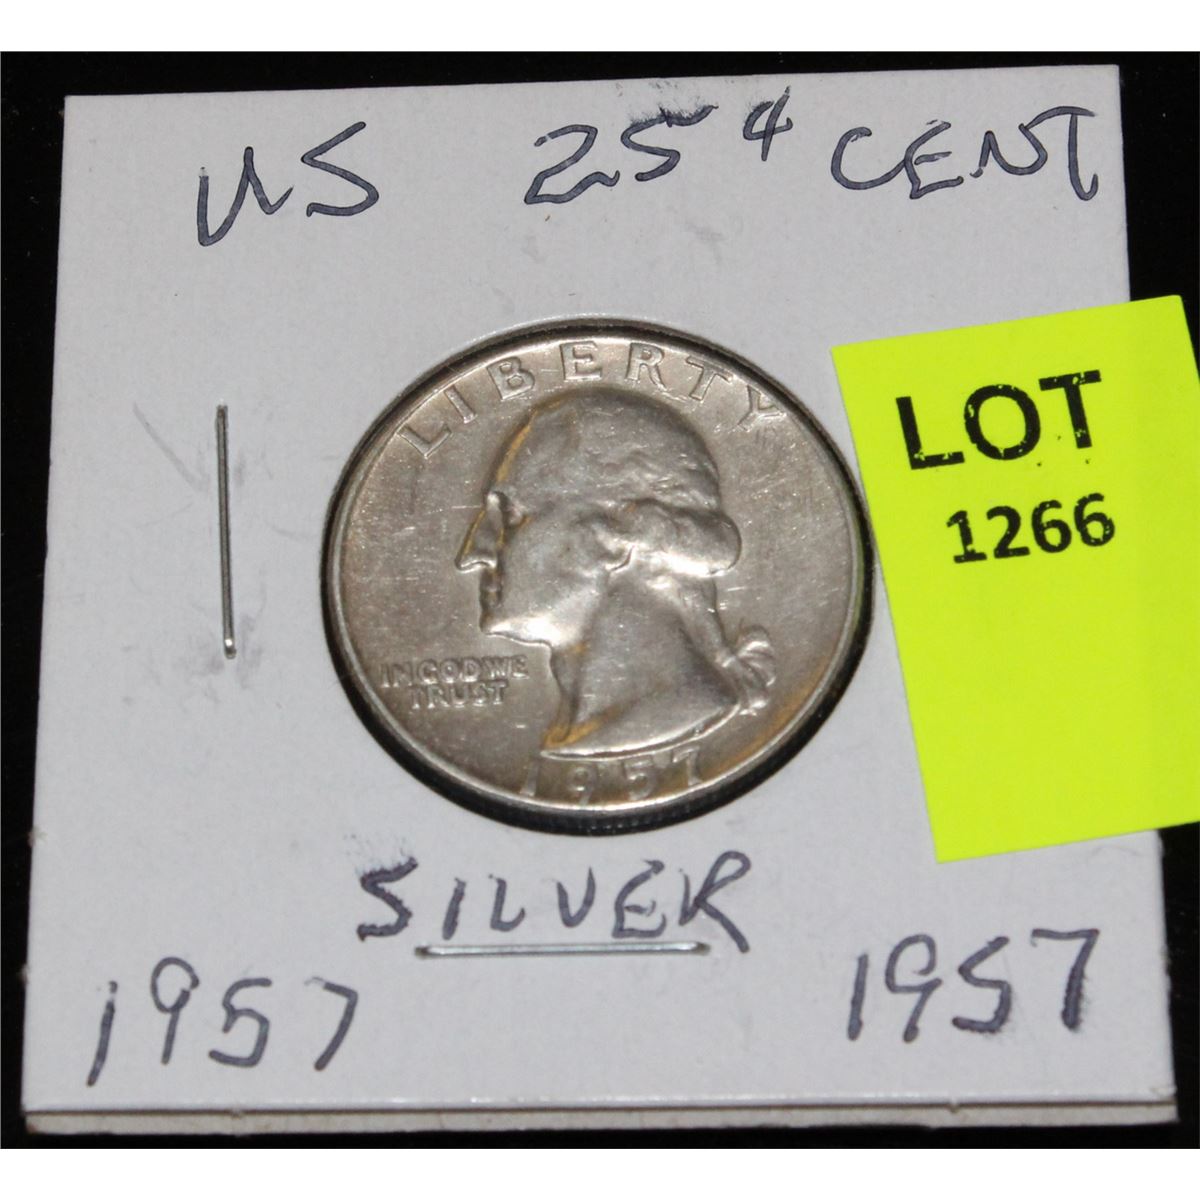 US 25¢ CENT
LOT
1266
LIBERTY
IN GOD WE
TRUST
1957
SILVER
1957 1957